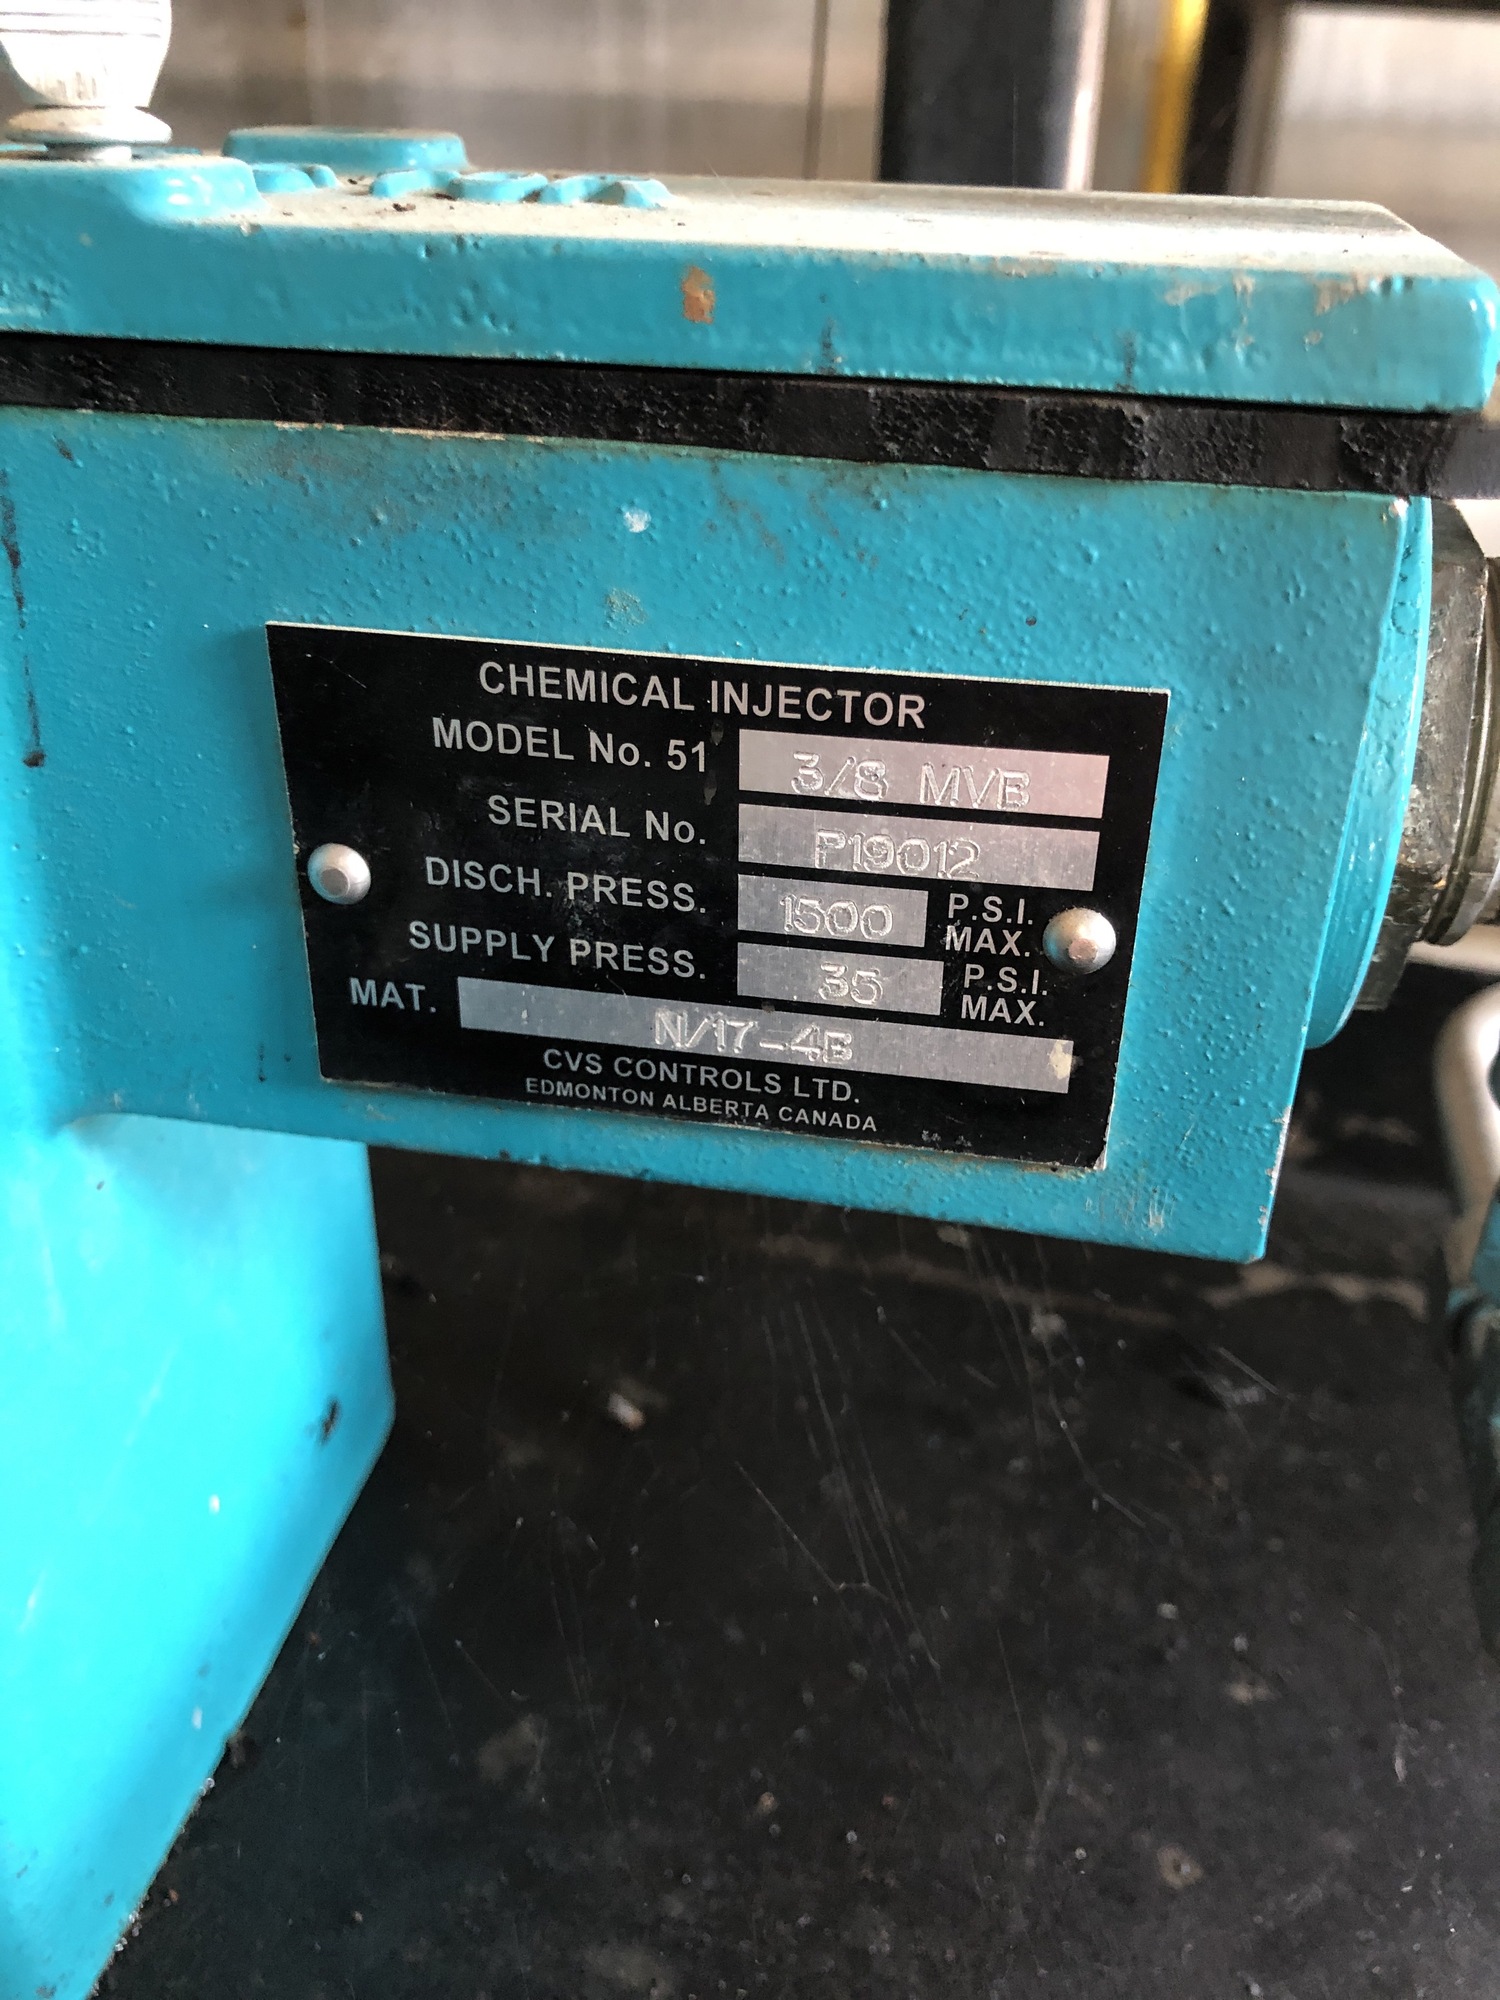 CHEMICAL INJECTOR
MODEL No. 51 3/8 MVB
SERIAL No. P19012
DISCH. PRESS. 1500 P.S.I. MAX.
SUPPLY PRESS. 35 P.S.I. MAX.
MAT. N/17-4B
CVS CONTROLS LTD.
EDMONTON ALBERTA CANADA